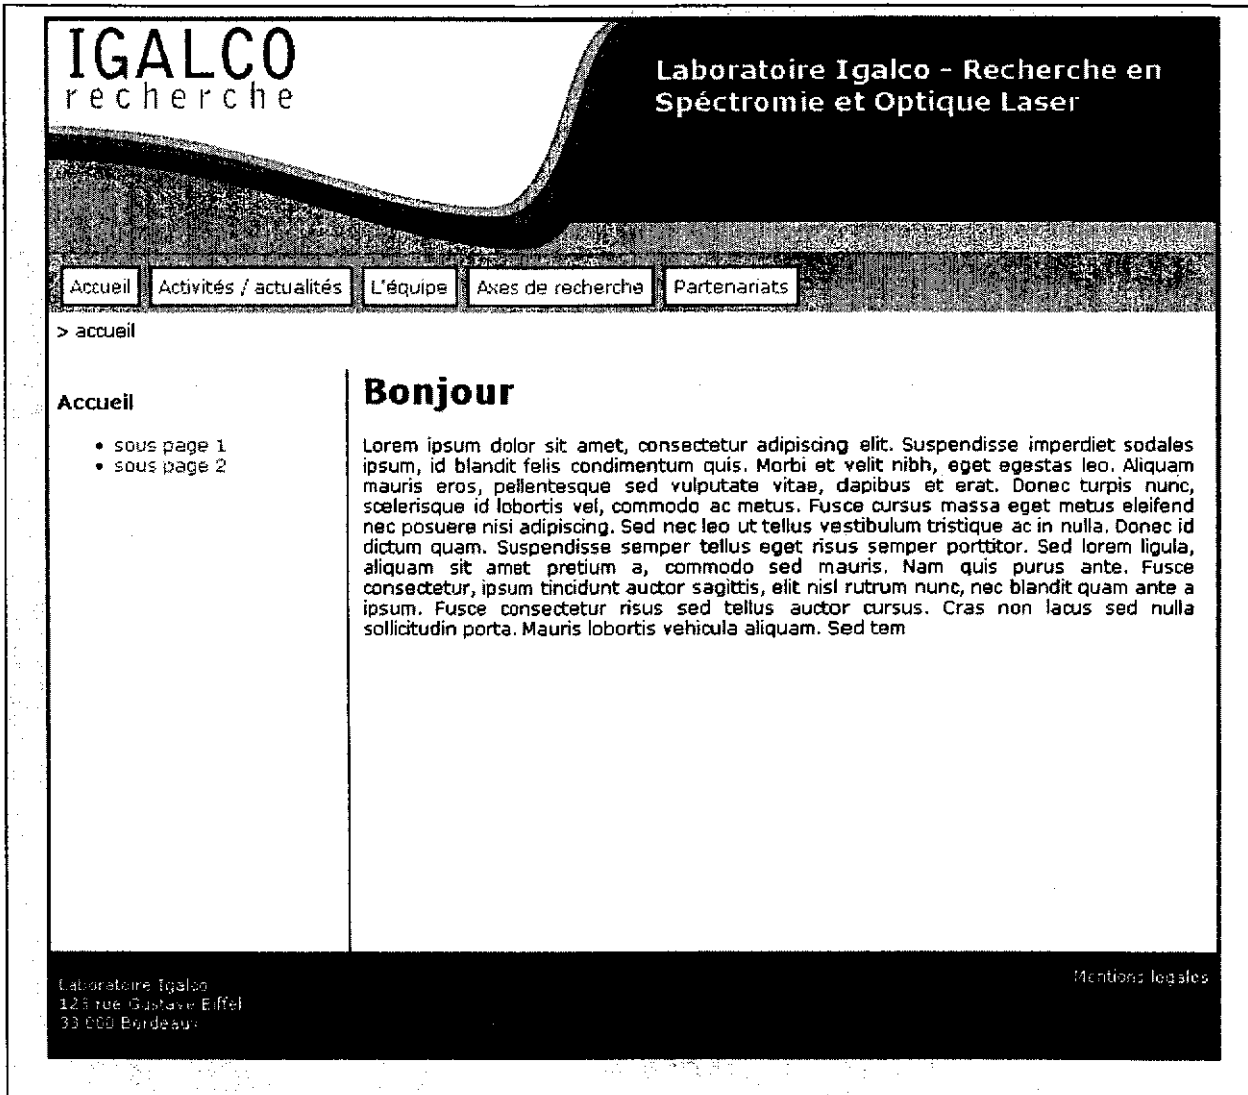 IGALCO
recherche
Laboratoire Igalco - Recherche en
Spéctromie et Optique Laser
Accueil
Activités / actualités
L'équipe
Axes de recherche
Partenariats
> accueil
Accueil
• sous page 1
• sous page 2
Bonjour
Lorem ipsum dolor sit amet, consectetur adipiscing elit. Suspendisse imperdiet sodales
ipsum, id blandit felis condimentum quis. Morbi et velit nibh, eget egestas leo. Aliquam
mauris eros, pellentesque sed vulputate vitae, dapibus et erat. Donec turpis nunc,
scelerisque id lobortis vel, commodo ac metus. Fusce cursus massa eget metus eleifend
nec posuere nisi adipiscing. Sed nec leo ut tellus vestibulum tristique ac in nulla. Donec id
dictum quam. Suspendisse semper tellus eget risus semper porttitor. Sed lorem ligula,
aliquam sit amet pretium a, commodo sed mauris. Nam quis purus ante. Fusce
consectetur, ipsum tincidunt auctor sagittis, elit nisl rutrum nunc, nec blandit quam ante a
ipsum. Fusce consectetur risus sed tellus auctor cursus. Cras non lacus sed nulla
sollicitudin porta. Mauris lobortis vehicula aliquam. Sed tem
Laboratoire Igalco
123 rue Gustave Eiffel
33 000 Bordeaux
Mentions legales